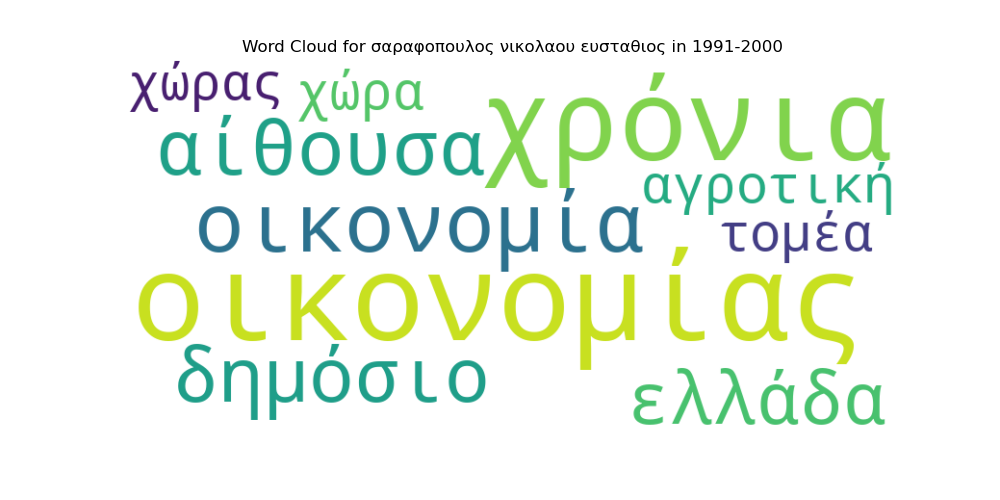 Word Cloud for σαραφοπουλος νικολαου ευσταθιος in 1991-2000
χώρας χώρα χρόνια
αίθουσα
αγροτική
οικονομία τομέα
οικονομίας
δημόσιο ελλάδα